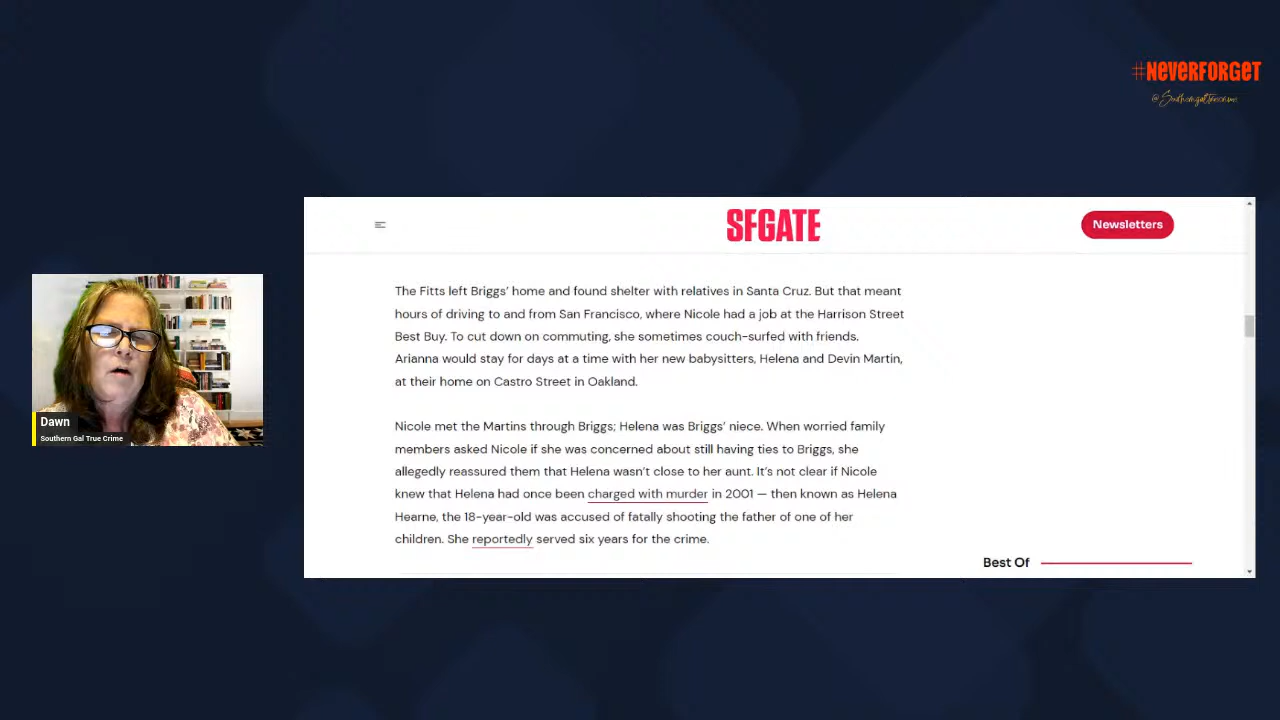 #NEVERFORGET
@Southerngaltruecrime
SFGATE
Newsletters
The Fitts left Briggs’ home and found shelter with relatives in Santa Cruz. But that meant
hours of driving to and from San Francisco, where Nicole had a job at the Harrison Street
Best Buy. To cut down on commuting, she sometimes couch-surfed with friends.
Arianna would stay for days at a time with her new babysitters, Helena and Devin Martin,
at their home on Castro Street in Oakland.
Nicole met the Martins through Briggs; Helena was Briggs’ niece. When worried family
members asked Nicole if she was concerned about still having ties to Briggs, she
allegedly reassured them that Helena wasn’t close to her aunt. It’s not clear if Nicole
knew that Helena had once been charged with murder in 2001 — then known as Helena
Hearne, the 18-year-old was accused of fatally shooting the father of one of her
children. She reportedly served six years for the crime.
Best Of
Dawn
Southern Gal True Crime